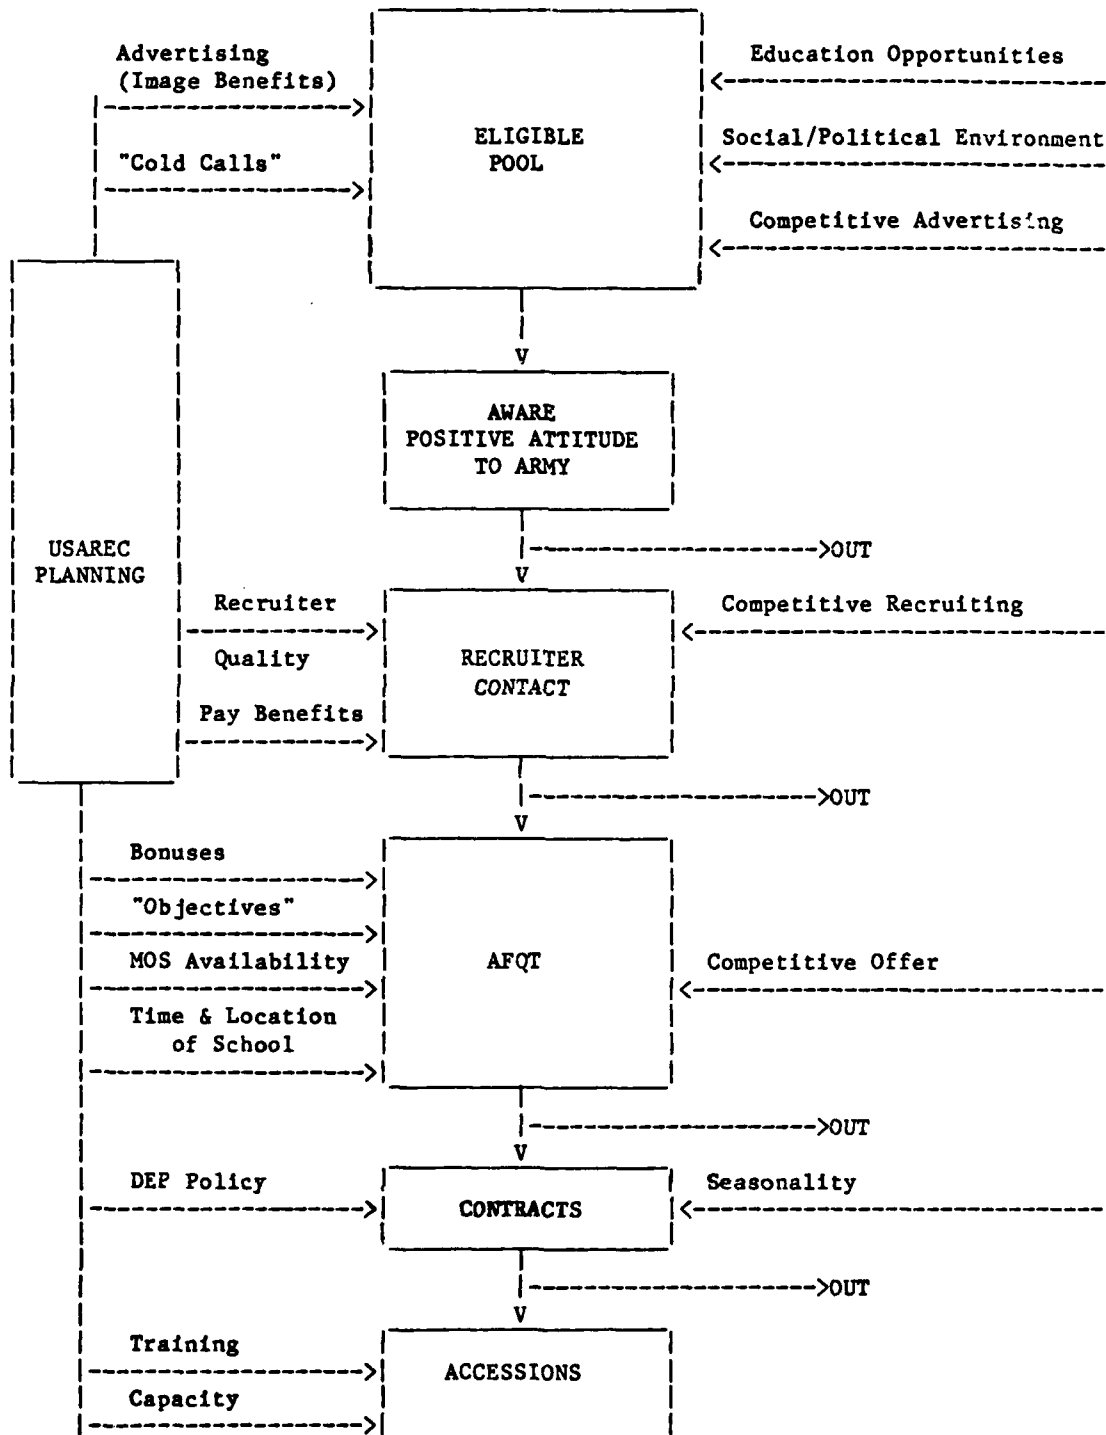 Advertising
(Image Benefits)
"Cold Calls"
ELIGIBLE
POOL
Education Opportunities
Social/Political Environment
Competitive Advertising
AWARE
POSITIVE ATTITUDE
TO ARMY
OUT
USAREC
PLANNING
Recruiter
Quality
Pay Benefits
RECRUITER
CONTACT
Competitive Recruiting
OUT
Bonuses
"Objectives"
MOS Availability
Time & Location
of School
AFQT
Competitive Offer
OUT
DEP Policy
CONTRACTS
Seasonality
OUT
Training
Capacity
ACCESSIONS